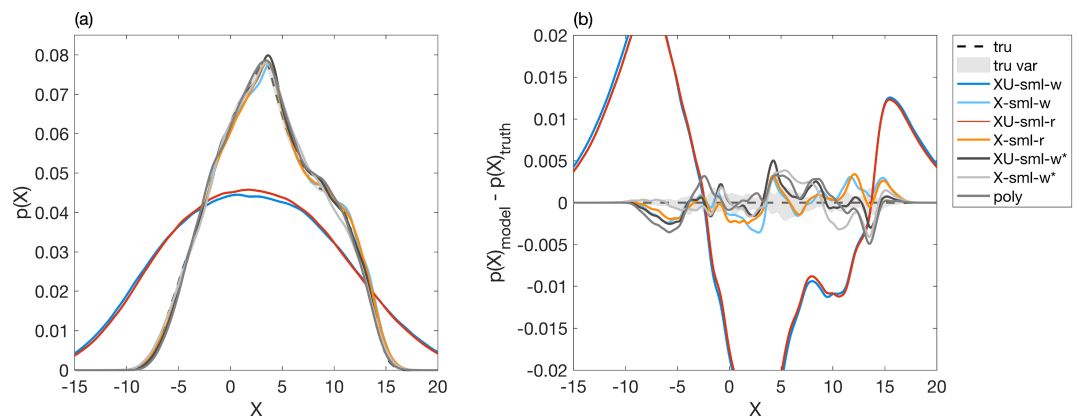 (a)
0.08
0.07
0.06
0.05
0.04
0.03
0.02
0.01
0
p(X)
-15
-10
-5
0
5
10
15
20
X
(b)
0.02
0.015
0.01
0.005
0
-0.005
-0.01
-0.015
-0.02
p(X)model - p(X)truth
-15
-10
-5
0
5
10
15
20
X
tru
tru var
XU-sml-w
X-sml-w
XU-sml-r
X-sml-r
XU-sml-w*
X-sml-w*
poly